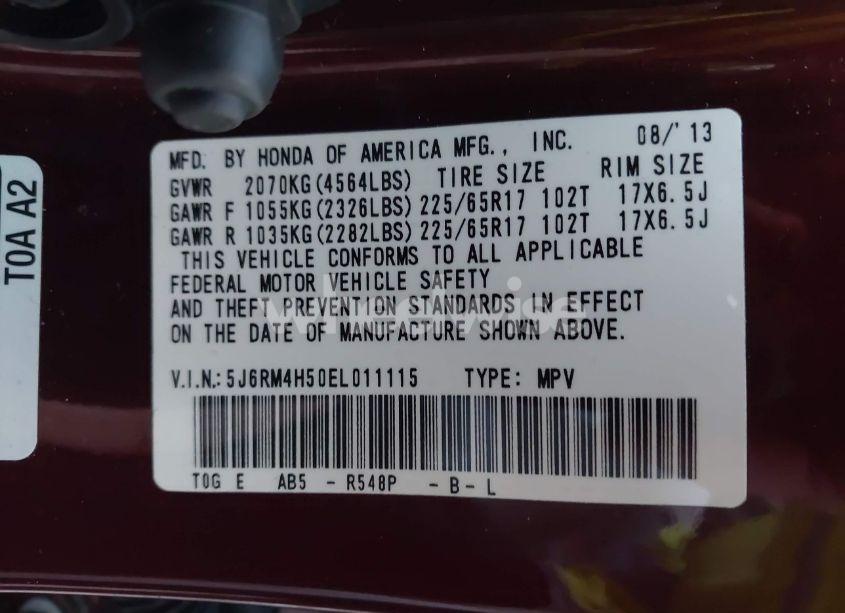 MFD. BY HONDA OF AMERICA MFG., INC. 08/'13
GVWR 2070KG(4564LBS) TIRE SIZE RIM SIZE
GAWR F 1055KG(2326LBS) 225/65R17 102T 17X6.5J
GAWR R 1035KG(2282LBS) 225/65R17 102T 17X6.5J
THIS VEHICLE CONFORMS TO ALL APPLICABLE
FEDERAL MOTOR VEHICLE SAFETY
AND THEFT PREVENTION STANDARDS IN EFFECT
ON THE DATE OF MANUFACTURE SHOWN ABOVE.
V.I.N.: 5J6RM4H50EL011115 TYPE: MPV
T0G E AB5 - R548P - B - L
T0A A2